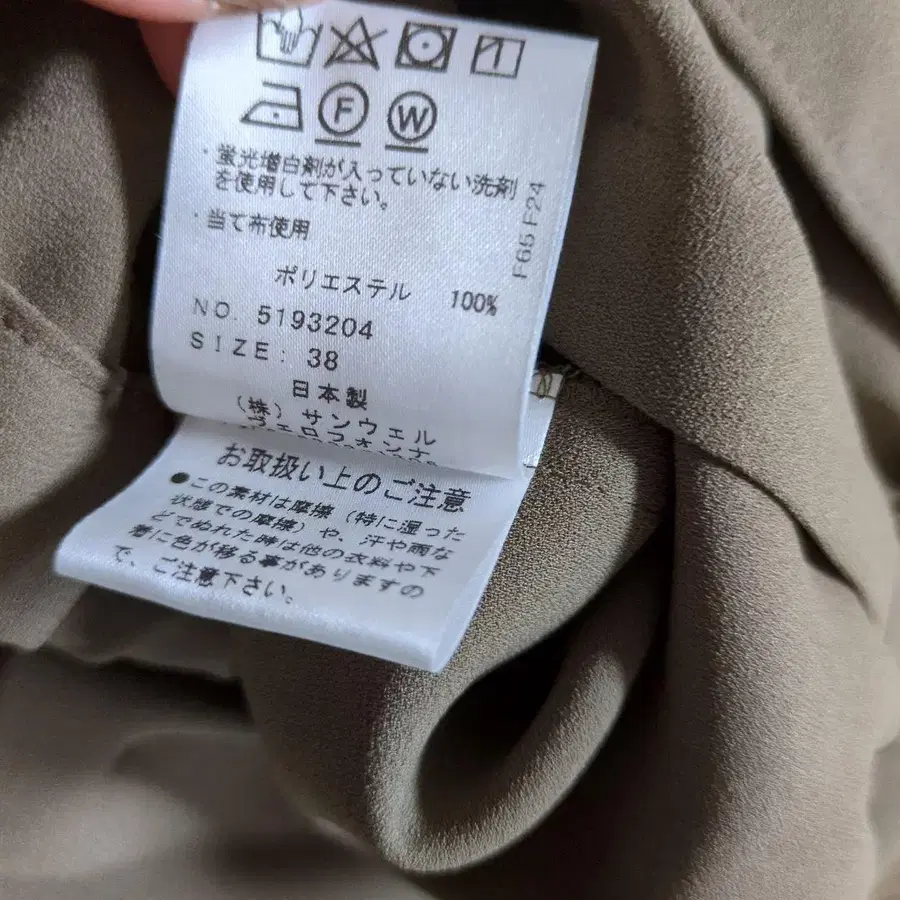 F
W
・蛍光増白剤が入っていない洗剤
を使用して下さい。
・当て布使用
F65 F24
ポリエステル 100%
NO. 5193204
SIZE: 38
日本製
(株) サンウェル
お取扱い上のご注意
●この素材は摩擦 (特に湿った
状態での摩擦) や、汗や雨な
どでぬれた時は他の衣料や下
着に色が移る事がありますの
で、ご注意下さい。